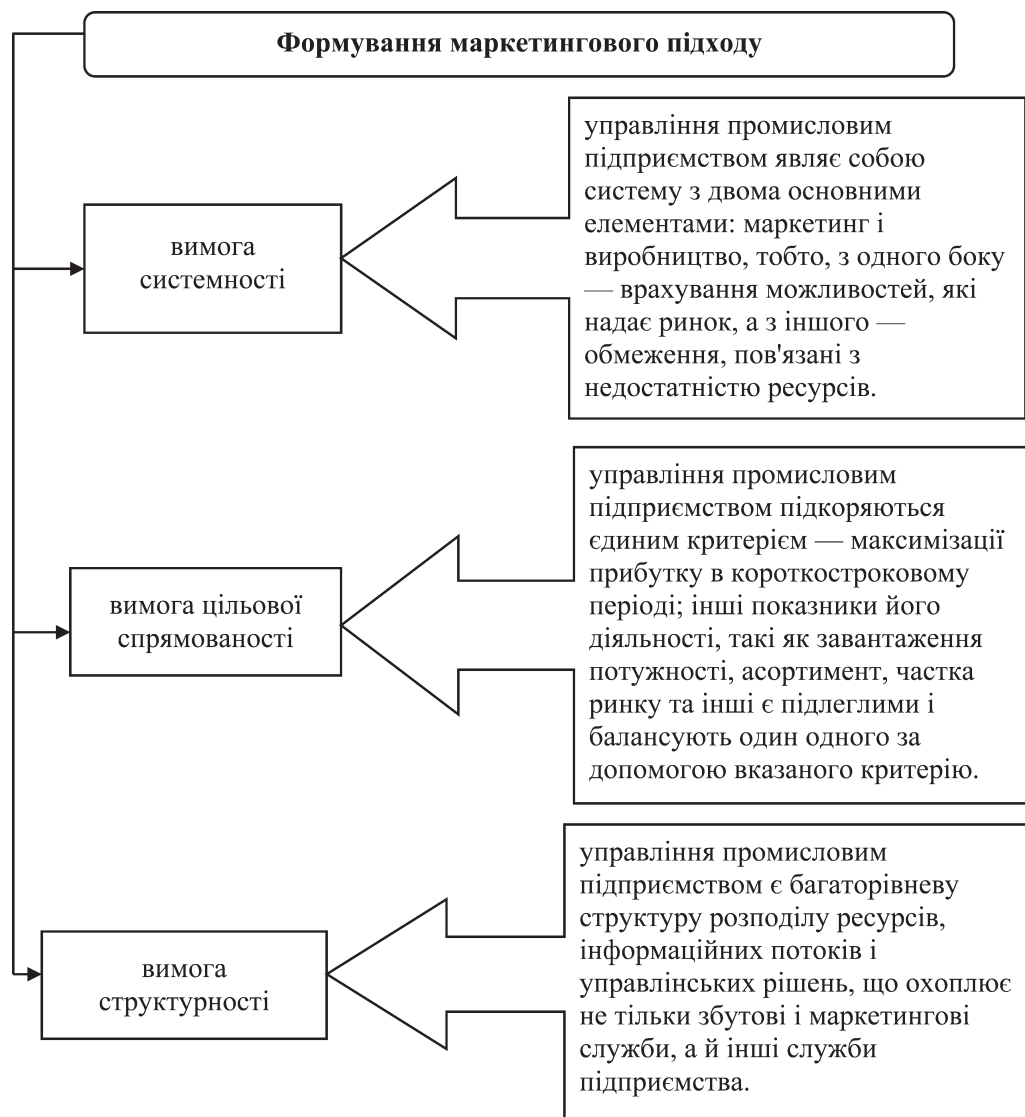 Формування маркетингового підходу
вимога
системності
управління промисловим
підприємством являє собою
систему з двома основними
елементами: маркетинг і
виробництво, тобто, з одного боку
— врахування можливостей, які
надає ринок, а з іншого —
обмеження, пов'язані з
недостатністю ресурсів.
вимога цільової
спрямованості
управління промисловим
підприємством підкоряються
єдиним критерієм — максимізації
прибутку в короткостроковому
періоді; інші показники його
діяльності, такі як завантаження
потужності, асортимент, частка
ринку та інші є підлеглими і
балансують один одного за
допомогою вказаного критерію.
вимога
структурності
управління промисловим
підприємством є багаторівневу
структуру розподілу ресурсів,
інформаційних потоків і
управлінських рішень, що охоплює
не тільки збутові і маркетингові
служби, а й інші служби
підприємства.